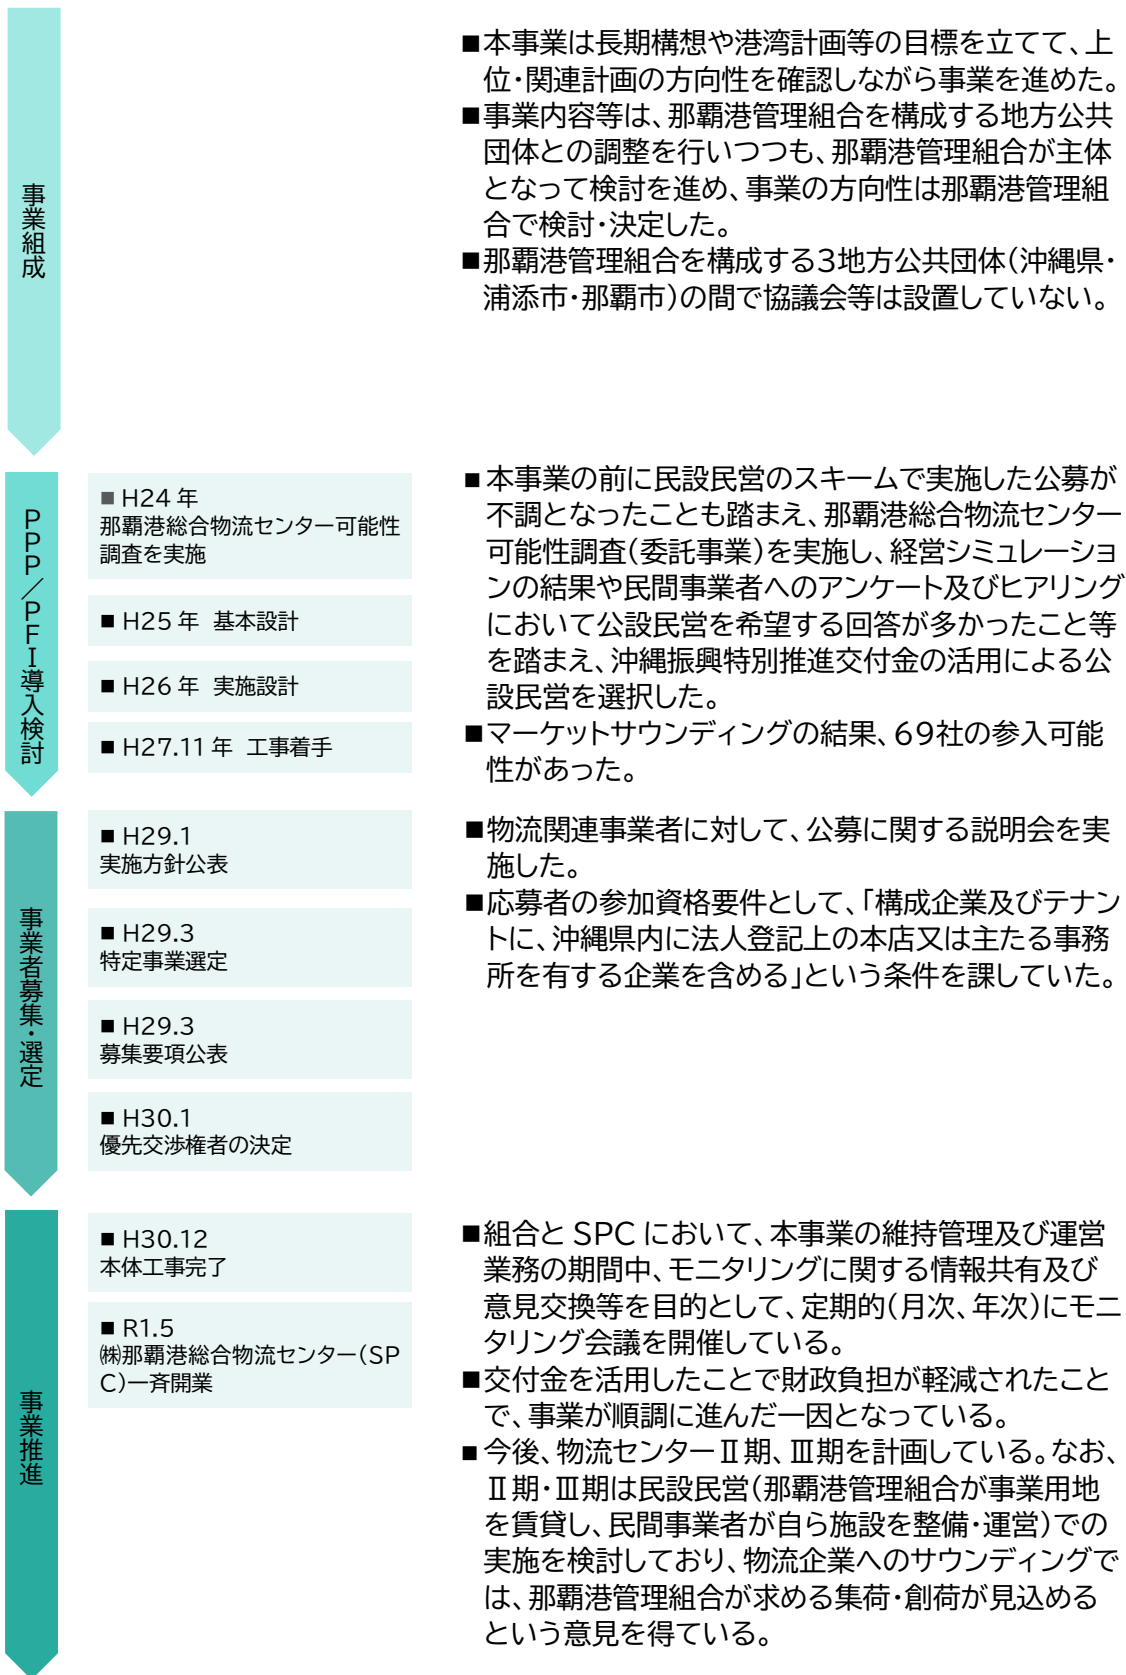 事業組成
■本事業は長期構想や港湾計画等の目標を立てて、上
位・関連計画の方向性を確認しながら事業を進めた。
■事業内容等は、那覇港管理組合を構成する地方公共
団体との調整を行いつつも、那覇港管理組合が主体
となって検討を進め、事業の方向性は那覇港管理組
合で検討・決定した。
■那覇港管理組合を構成する3地方公共団体(沖縄県・
浦添市・那覇市)の間で協議会等は設置していない。
PPP/PFI導入検討
■ H24年
那覇港総合物流センター可能性
調査を実施
■ H25年 基本設計
■ H26年 実施設計
■ H27.11年 工事着手
■本事業の前に民設民営のスキームで実施した公募が
不調となったことも踏まえ、那覇港総合物流センター
可能性調査(委託事業)を実施し、経営シミュレーショ
ンの結果や民間事業者へのアンケート及びヒアリング
において公設民営を希望する回答が多かったこと等
を踏まえ、沖縄振興特別推進交付金の活用による公
設民営を選択した。
■マーケットサウンディングの結果、69社の参入可能
性があった。
事業者募集・選定
■ H29.1
実施方針公表
■ H29.3
特定事業選定
■ H29.3
募集要項公表
■ H30.1
優先交渉権者の決定
■物流関連事業者に対して、公募に関する説明会を実
施した。
■応募者の参加資格要件として、「構成企業及びテナン
トに、沖縄県内に法人登記上の本店又は主たる事務
所を有する企業を含める」という条件を課していた。
事業推進
■ H30.12
本体工事完了
■ R1.5
㈱那覇港総合物流センター(SP
C)一斉開業
■組合とSPCにおいて、本事業の維持管理及び運営
業務の期間中、モニタリングに関する情報共有及び
意見交換等を目的として、定期的(月次、年次)にモニ
タリング会議を開催している。
■交付金を活用したことで財政負担が軽減されたこと
で、事業が順調に進んだ一因となっている。
■今後、物流センターⅡ期、Ⅲ期を計画している。なお、
Ⅱ期・Ⅲ期は民設民営(那覇港管理組合が事業用地
を賃貸し、民間事業者が自ら施設を整備・運営)での
実施を検討しており、物流企業へのサウンディングで
は、那覇港管理組合が求める集荷・創荷が見込める
という意見を得ている。